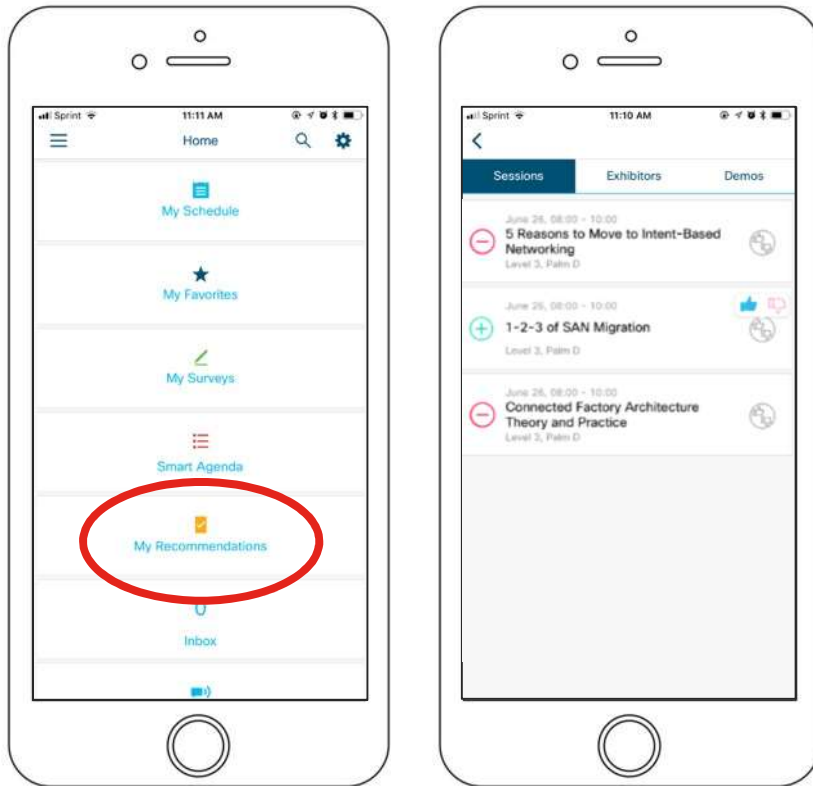 Sprint
11:11 AM
Home
My Schedule
My Favorites
My Surveys
Smart Agenda
My Recommendations
Inbox
Sprint
11:10 AM
Sessions Exhibitors Demos
June 26, 08:00 - 10:00
5 Reasons to Move to Intent-Based
Networking
Level 3, Palm D
June 26, 08:00 - 10:00
1-2-3 of SAN Migration
Level 3, Palm D
June 26, 08:00 - 10:00
Connected Factory Architecture
Theory and Practice
Level 3, Palm D